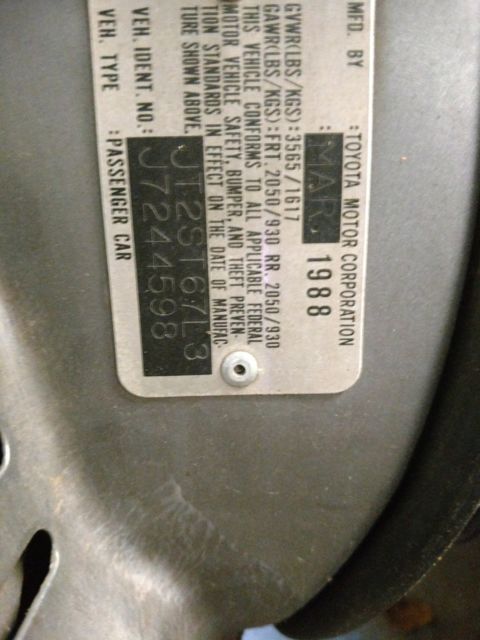 MFD. BY :TOYOTA MOTOR CORPORATION
MAR. 1988
GVWR(LBS/KGS):3565/1617
GAWR(LBS/KGS):FRT 2050/930 RR. 2050/930
THIS VEHICLE CONFORMS TO ALL APPLICABLE FEDERAL
MOTOR VEHICLE SAFETY, BUMPER, AND THEFT PREVEN-
TION STANDARDS IN EFFECT ON THE DATE OF MANUFAC-
TURE SHOWN ABOVE.
VEH. IDENT. NO.: JT2ST67L3
J7244598
VEH. TYPE :PASSENGER CAR